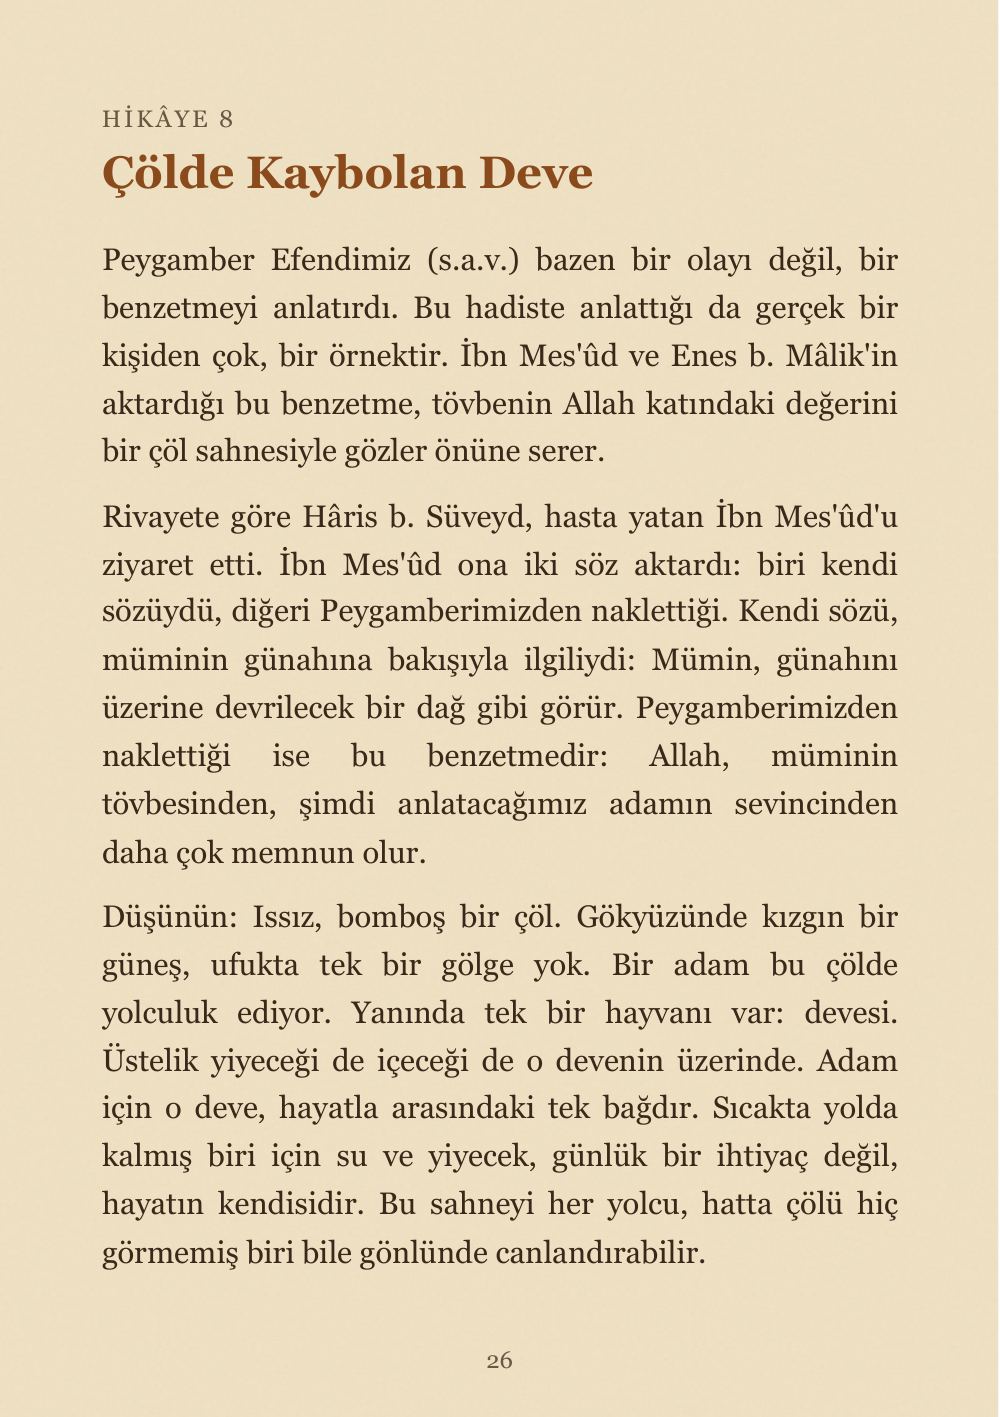 HİKÂYE 8
Çölde Kaybolan Deve
Peygamber Efendimiz (s.a.v.) bazen bir olayı değil, bir
benzetmeyi anlatırdı. Bu hadiste anlattığı da gerçek bir
kişiden çok, bir örnektir. İbn Mes'ûd ve Enes b. Mâlik'in
aktardığı bu benzetme, tövbenin Allah katındaki değerini
bir çöl sahnesiyle gözler önüne serer.
Rivayete göre Hâris b. Süveyd, hasta yatan İbn Mes'ûd'u
ziyaret etti. İbn Mes'ûd ona iki söz aktardı: biri kendi
sözüydü, diğeri Peygamberimizden naklettiği. Kendi sözü,
müminin günahına bakışıyla ilgiliydi: Mümin, günahını
üzerine devrilecek bir dağ gibi görür. Peygamberimizden
naklettiği ise bu benzetmedir: Allah, müminin
tövbesinden, şimdi anlatacağımız adamın sevincinden
daha çok memnun olur.
Düşünün: Issız, bomboş bir çöl. Gökyüzünde kızgın bir
güneş, ufukta tek bir gölge yok. Bir adam bu çölde
yolculuk ediyor. Yanında tek bir hayvanı var: devesi.
Üstelik yiyeceği de içeceği de o devenin üzerinde. Adam
için o deve, hayatla arasındaki tek bağdır. Sıcakta yolda
kalmış biri için su ve yiyecek, günlük bir ihtiyaç değil,
hayatın kendisidir. Bu sahneyi her yolcu, hatta çölü hiç
görmemiş biri bile gönlünde canlandırabilir.
26